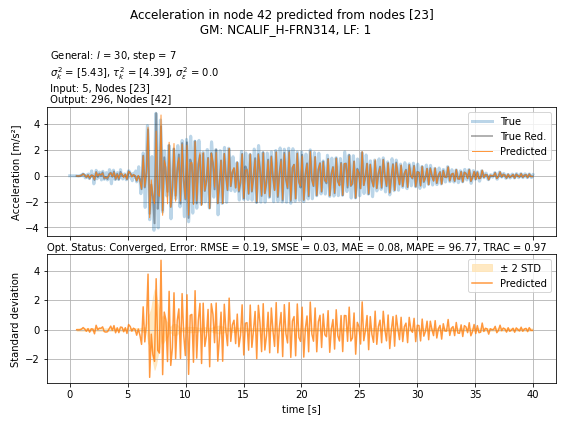 Acceleration in node 42 predicted from nodes [23]
GM: NCALIF_H-FRN314, LF: 1
General: l = 30, step = 7
σ²ₖ = [5.43], τ²ₖ = [4.39], σ²ε = 0.0
Input: 5, Nodes [23]
Output: 296, Nodes [42]
Acceleration [m/s²]
4
2
0
−2
−4
True
True Red.
Predicted
Opt. Status: Converged, Error: RMSE = 0.19, SMSE = 0.03, MAE = 0.08, MAPE = 96.77, TRAC = 0.97
Standard deviation
4
2
0
−2
± 2 STD
Predicted
0 5 10 15 20 25 30 35 40
time [s]